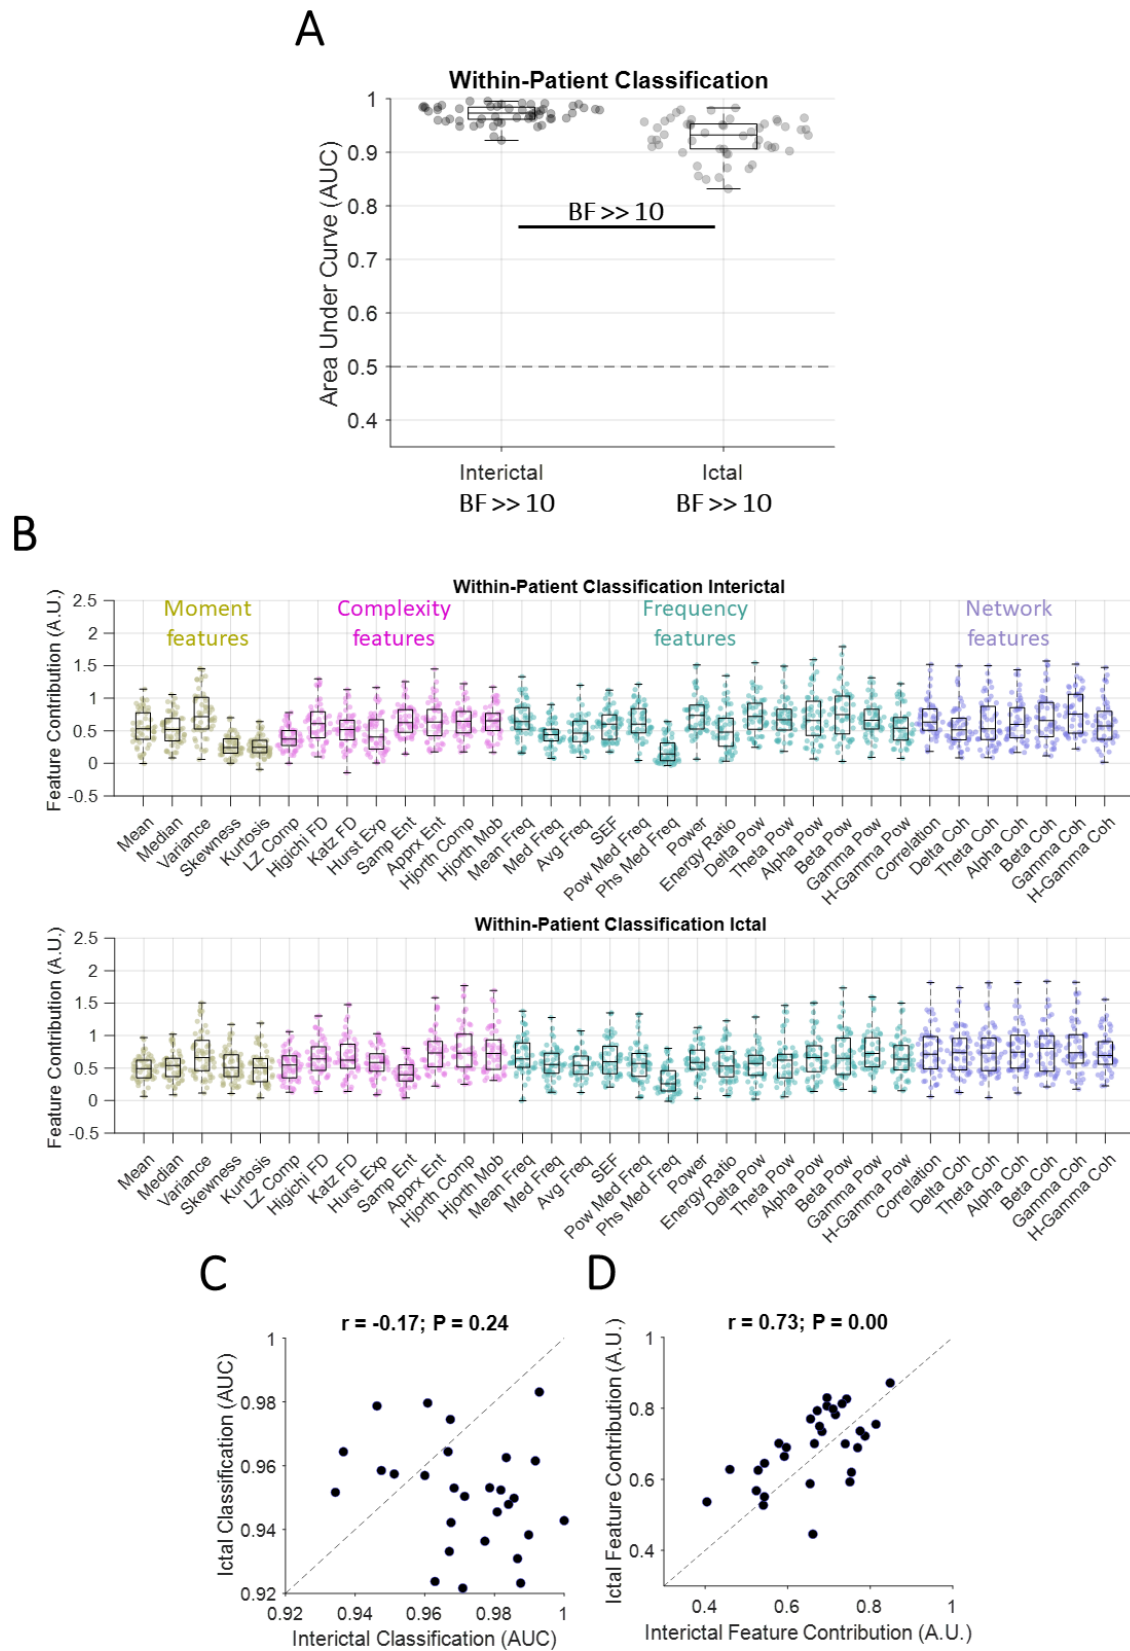 A
Within-Patient Classification
Area Under Curve (AUC)
1
0.9
0.8
0.7
0.6
0.5
0.4
BF >> 10
Interictal
Ictal
BF >> 10
BF >> 10
B
Within-Patient Classification Interictal
Feature Contribution (A.U.)
2.5
2
1.5
1
0.5
0
-0.5
Moment
features
Complexity
features
Frequency
features
Network
features
Mean
Median
Variance
Skewness
Kurtosis
LZ Comp
Higichi FD
Katz FD
Hurst Exp
Samp Ent
Apprx Ent
Hjorth Comp
Hjorth Mob
Mean Freq
Med Freq
Avg Freq
SEF
Pow Med Freq
Phs Med Freq
Power
Energy Ratio
Delta Pow
Theta Pow
Alpha Pow
Beta Pow
Gamma Pow
H-Gamma Pow
Correlation
Delta Coh
Theta Coh
Alpha Coh
Beta Coh
Gamma Coh
H-Gamma Coh
Within-Patient Classification Ictal
Feature Contribution (A.U.)
2.5
2
1.5
1
0.5
0
-0.5
Mean
Median
Variance
Skewness
Kurtosis
LZ Comp
Higichi FD
Katz FD
Hurst Exp
Samp Ent
Apprx Ent
Hjorth Comp
Hjorth Mob
Mean Freq
Med Freq
Avg Freq
SEF
Pow Med Freq
Phs Med Freq
Power
Energy Ratio
Delta Pow
Theta Pow
Alpha Pow
Beta Pow
Gamma Pow
H-Gamma Pow
Correlation
Delta Coh
Theta Coh
Alpha Coh
Beta Coh
Gamma Coh
H-Gamma Coh
C
r = -0.17; P = 0.24
Ictal Classification (AUC)
1
0.98
0.96
0.94
0.92
0.92
0.94
0.96
0.98
1
Interictal Classification (AUC)
D
r = 0.73; P = 0.00
Ictal Feature Contribution (A.U.)
1
0.8
0.6
0.4
0.4
0.6
0.8
1
Interictal Feature Contribution (A.U.)